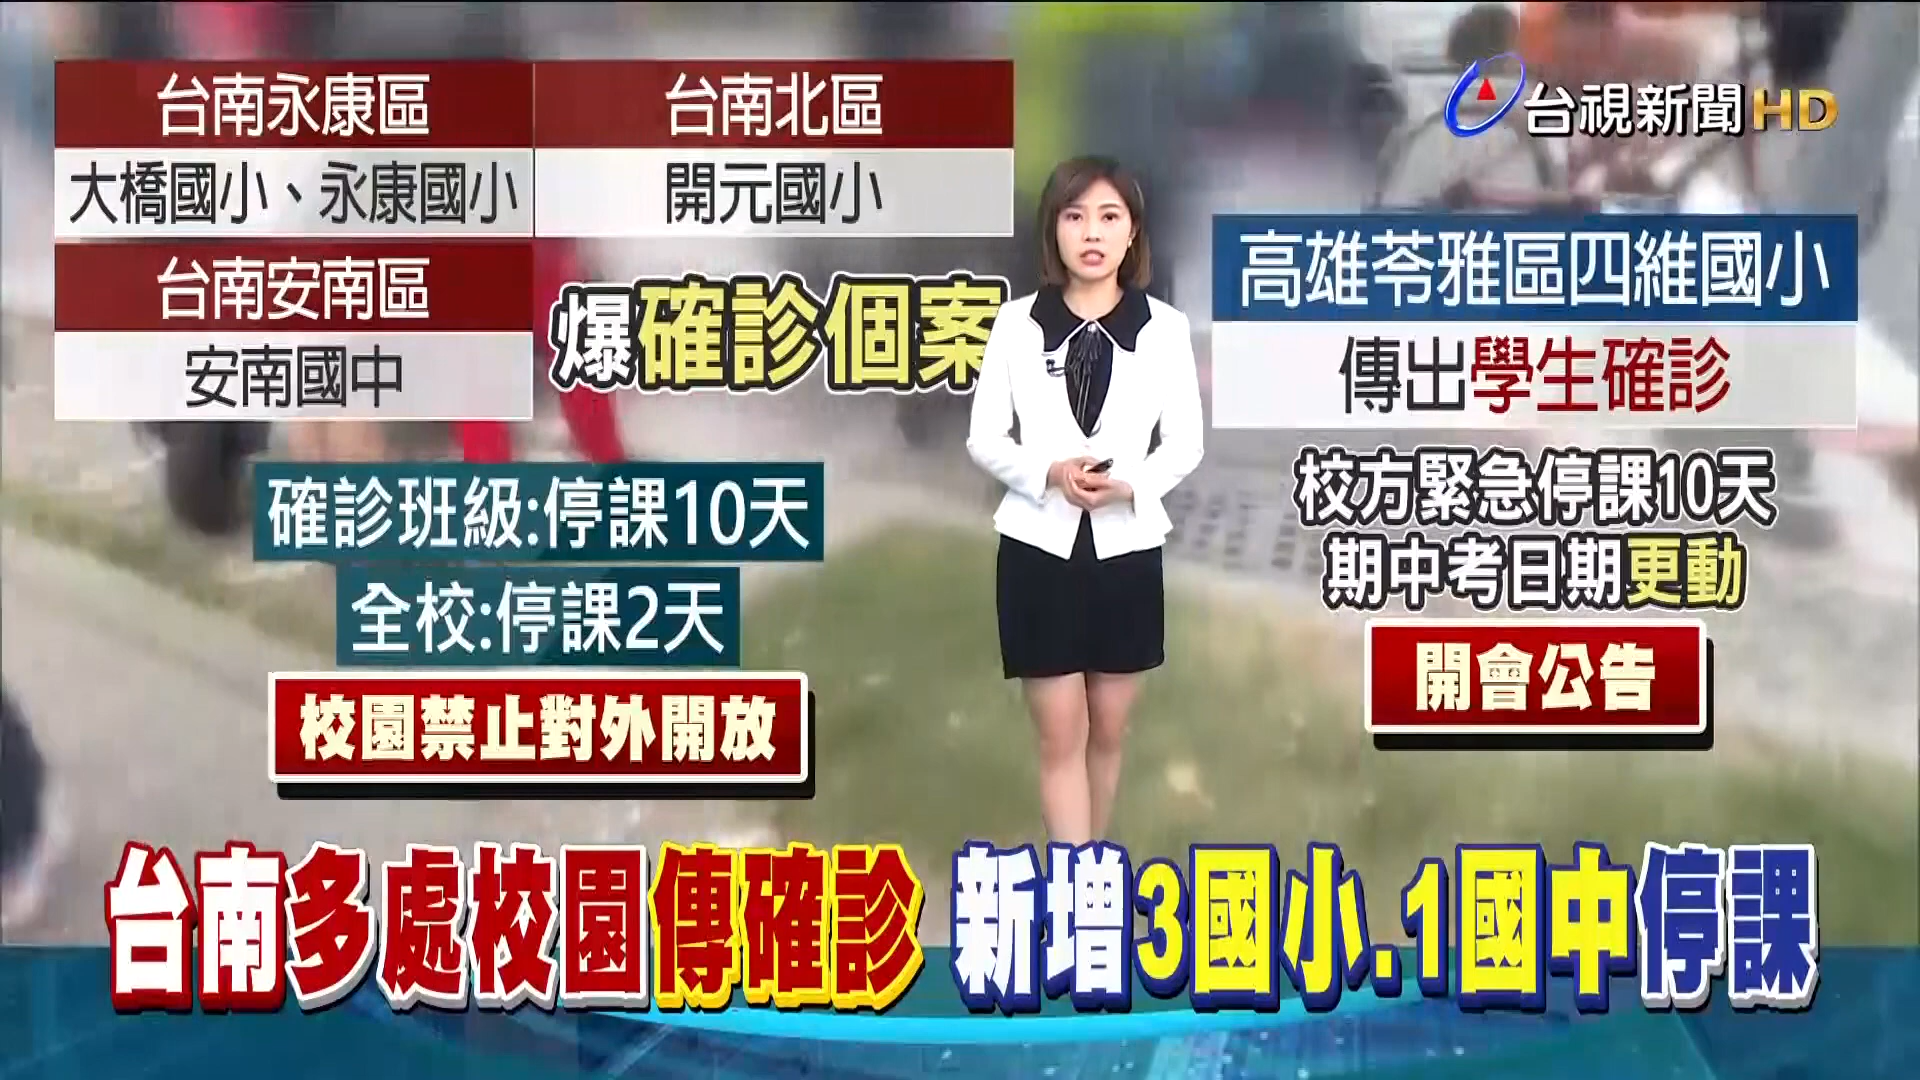 台南永康區
大橋國小、永康國小
台南北區
開元國小
台南安南區
安南國中
爆確診個案
確診班級:停課10天
全校:停課2天
校園禁止對外開放
台視新聞HD
高雄苓雅區四維國小
傳出學生確診
校方緊急停課10天
期中考日期更動
開會公告
台南多處校園傳確診 新增3國小.1國中停課